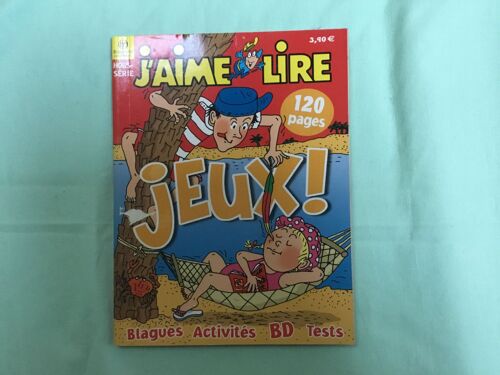 3,90 €
HORS-
SÉRIE
J'AIME LIRE
120
pages
JEUX!
Blagues Activités BD Tests